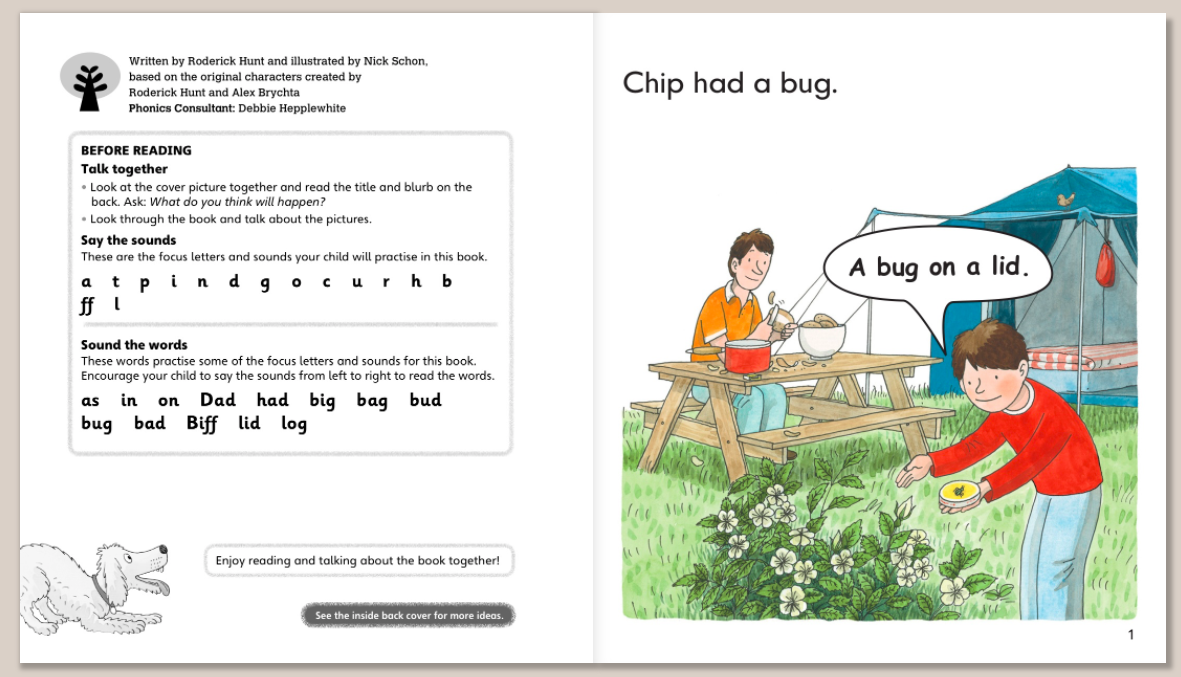 Written by Roderick Hunt and illustrated by Nick Schon,
based on the original characters created by
Roderick Hunt and Alex Brychta
Phonics Consultant: Debbie Hepplewhite
BEFORE READING
Talk together
• Look at the cover picture together and read the title and blurb on the
back. Ask: What do you think will happen?
• Look through the book and talk about the pictures.
Say the sounds
These are the focus letters and sounds your child will practise in this book.
a t p i n d g o c u r h b
ff l
Sound the words
These words practise some of the focus letters and sounds for this book.
Encourage your child to say the sounds from left to right to read the words.
as in on Dad had big bag bud
bug bad Biff lid log
Enjoy reading and talking about the book together!
See the inside back cover for more ideas.
Chip had a bug.
A bug on a lid.
1